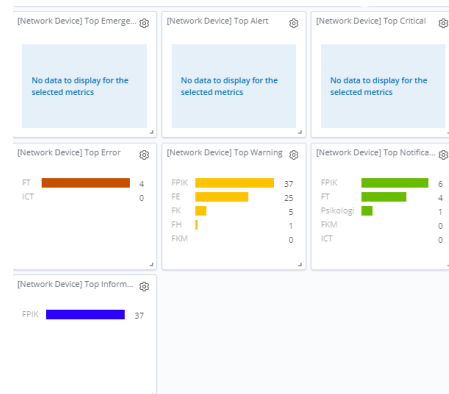 [Network Device] Top Emerge...
[Network Device] Top Alert
[Network Device] Top Critical
No data to display for the
selected metrics
No data to display for the
selected metrics
No data to display for the
selected metrics
[Network Device] Top Error
FT 4
ICT 0
[Network Device] Top Warning
FPIK 37
FE 25
FK 5
FH 1
FKM 0
[Network Device] Top Notifica...
FPIK 6
FT 4
Psikologi 1
FKM 0
ICT 0
[Network Device] Top Inform...
FPIK 37